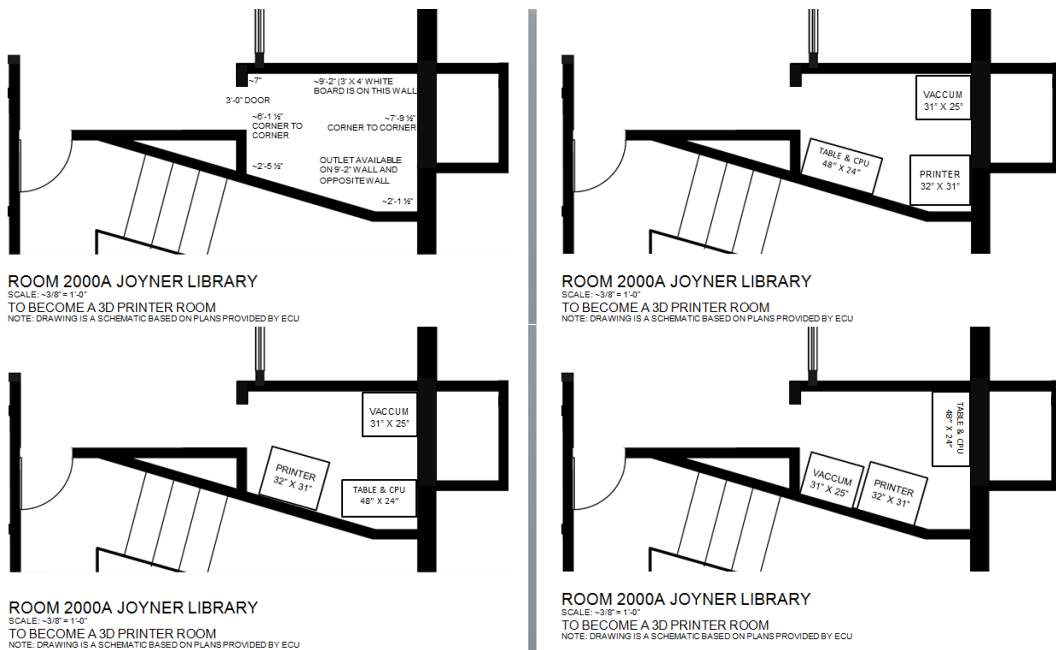 ~7"
~9'-2" (3' X 4' WHITE
BOARD IS ON THIS WALL
3'-0" DOOR
~6'-1 ½"
CORNER TO
CORNER
~7'-9 ½"
CORNER TO CORNER
~2'-5 ½"
OUTLET AVAILABLE
ON 9'-2" WALL AND
OPPOSITE WALL
~2'-1 ½"
ROOM 2000A JOYNER LIBRARY
SCALE: ~3/8" = 1'-0"
TO BECOME A 3D PRINTER ROOM
NOTE: DRAWING IS A SCHEMATIC BASED ON PLANS PROVIDED BY ECU
VACCUM
31" X 25"
TABLE & CPU
48" X 24"
PRINTER
32" X 31"
ROOM 2000A JOYNER LIBRARY
SCALE: ~3/8" = 1'-0"
TO BECOME A 3D PRINTER ROOM
NOTE: DRAWING IS A SCHEMATIC BASED ON PLANS PROVIDED BY ECU
VACCUM
31" X 25"
PRINTER
32" X 31"
TABLE & CPU
48" X 24"
ROOM 2000A JOYNER LIBRARY
SCALE: ~3/8" = 1'-0"
TO BECOME A 3D PRINTER ROOM
NOTE: DRAWING IS A SCHEMATIC BASED ON PLANS PROVIDED BY ECU
TABLE & CPU
48" X 24"
VACCUM
31" X 25"
PRINTER
32" X 31"
ROOM 2000A JOYNER LIBRARY
SCALE: ~3/8" = 1'-0"
TO BECOME A 3D PRINTER ROOM
NOTE: DRAWING IS A SCHEMATIC BASED ON PLANS PROVIDED BY ECU